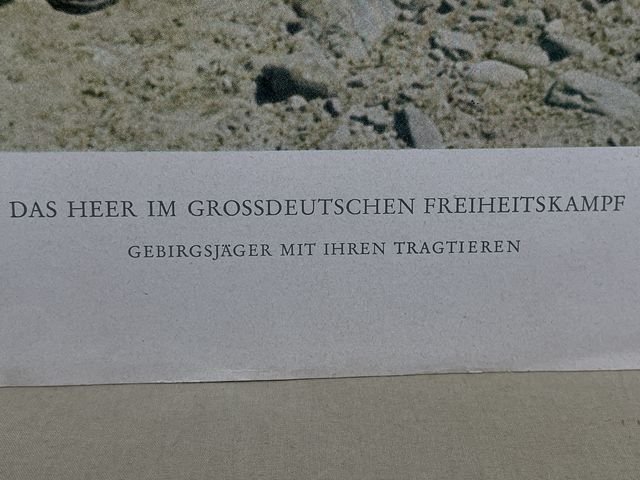 DAS HEER IM GROSSDEUTSCHEN FREIHEITSKAMPF
GEBIRGSJÄGER MIT IHREN TRAGTIEREN